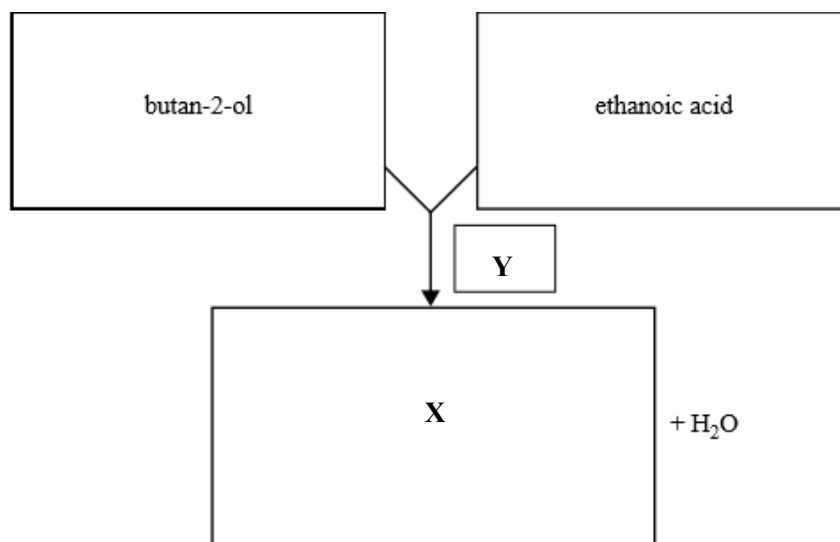 butan-2-ol
ethanoic acid
Y
X
+ H₂O